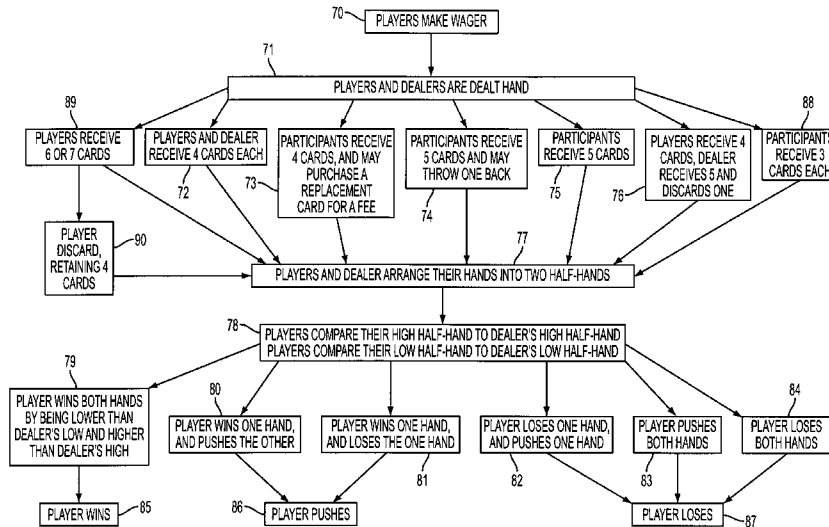 70
PLAYERS MAKE WAGER
71
PLAYERS AND DEALERS ARE DEALT HAND
89
88
PLAYERS RECEIVE
6 OR 7 CARDS
PLAYERS AND DEALER
RECEIVE 4 CARDS EACH
72
PARTICIPANTS RECEIVE
4 CARDS, AND MAY
PURCHASE A
REPLACEMENT
CARD FOR A FEE
73
PARTICIPANTS RECEIVE
5 CARDS AND MAY
THROW ONE BACK
74
PARTICIPANTS
RECEIVE 5 CARDS
75
PLAYERS RECEIVE 4
CARDS, DEALER
RECEIVES 5 AND
DISCARDS ONE
76
PARTICIPANTS
RECEIVE 3
CARDS EACH
PLAYER
DISCARD,
RETAINING 4
CARDS
90
77
PLAYERS AND DEALER ARRANGE THEIR HANDS INTO TWO HALF-HANDS
78
PLAYERS COMPARE THEIR HIGH HALF-HAND TO DEALER'S HIGH HALF-HAND
PLAYERS COMPARE THEIR LOW HALF-HAND TO DEALER'S LOW HALF-HAND
79
PLAYER WINS BOTH HANDS
BY BEING LOWER THAN
DEALER'S LOW AND HIGHER
THAN DEALER'S HIGH
80
PLAYER WINS ONE HAND,
AND PUSHES THE OTHER
PLAYER WINS ONE HAND,
AND LOSES THE ONE HAND
81
PLAYER LOSES ONE HAND,
AND PUSHES ONE HAND
82
PLAYER PUSHES
BOTH HANDS
83
84
PLAYER LOSES
BOTH HANDS
PLAYER WINS
85
86
PLAYER PUSHES
PLAYER LOSES
87